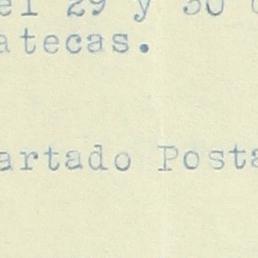 el 29 y 30
atecas.
artado Posta